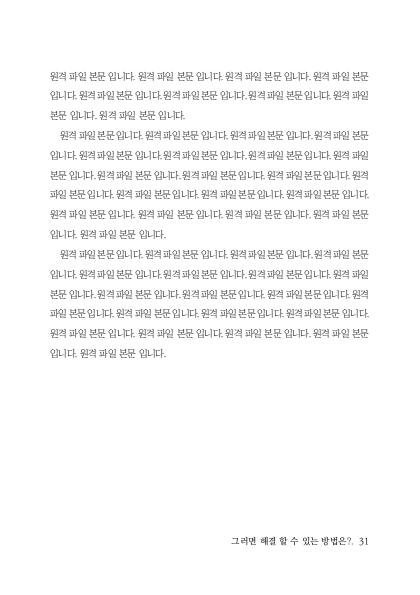 원격 파일 본문 입니다. 원격 파일 본문 입니다. 원격 파일 본문 입니다. 원격 파일 본문
입니다. 원격 파일 본문 입니다. 원격 파일 본문 입니다. 원격 파일 본문 입니다. 원격 파일
본문 입니다. 원격 파일 본문 입니다.
원격 파일 본문 입니다. 원격 파일 본문 입니다. 원격 파일 본문 입니다. 원격 파일 본문
입니다. 원격 파일 본문 입니다. 원격 파일 본문 입니다. 원격 파일 본문 입니다. 원격 파일
본문 입니다. 원격 파일 본문 입니다. 원격 파일 본문 입니다. 원격 파일 본문 입니다. 원격
파일 본문 입니다. 원격 파일 본문 입니다. 원격 파일 본문 입니다. 원격 파일 본문 입니다.
원격 파일 본문 입니다. 원격 파일 본문 입니다. 원격 파일 본문 입니다. 원격 파일 본문
입니다. 원격 파일 본문 입니다.
원격 파일 본문 입니다. 원격 파일 본문 입니다. 원격 파일 본문 입니다. 원격 파일 본문
입니다. 원격 파일 본문 입니다. 원격 파일 본문 입니다. 원격 파일 본문 입니다. 원격 파일
본문 입니다. 원격 파일 본문 입니다. 원격 파일 본문 입니다. 원격 파일 본문 입니다. 원격
파일 본문 입니다. 원격 파일 본문 입니다. 원격 파일 본문 입니다. 원격 파일 본문 입니다.
원격 파일 본문 입니다. 원격 파일 본문 입니다. 원격 파일 본문 입니다. 원격 파일 본문
입니다. 원격 파일 본문 입니다.
그러면 해결 할 수 있는 방법은?. 31